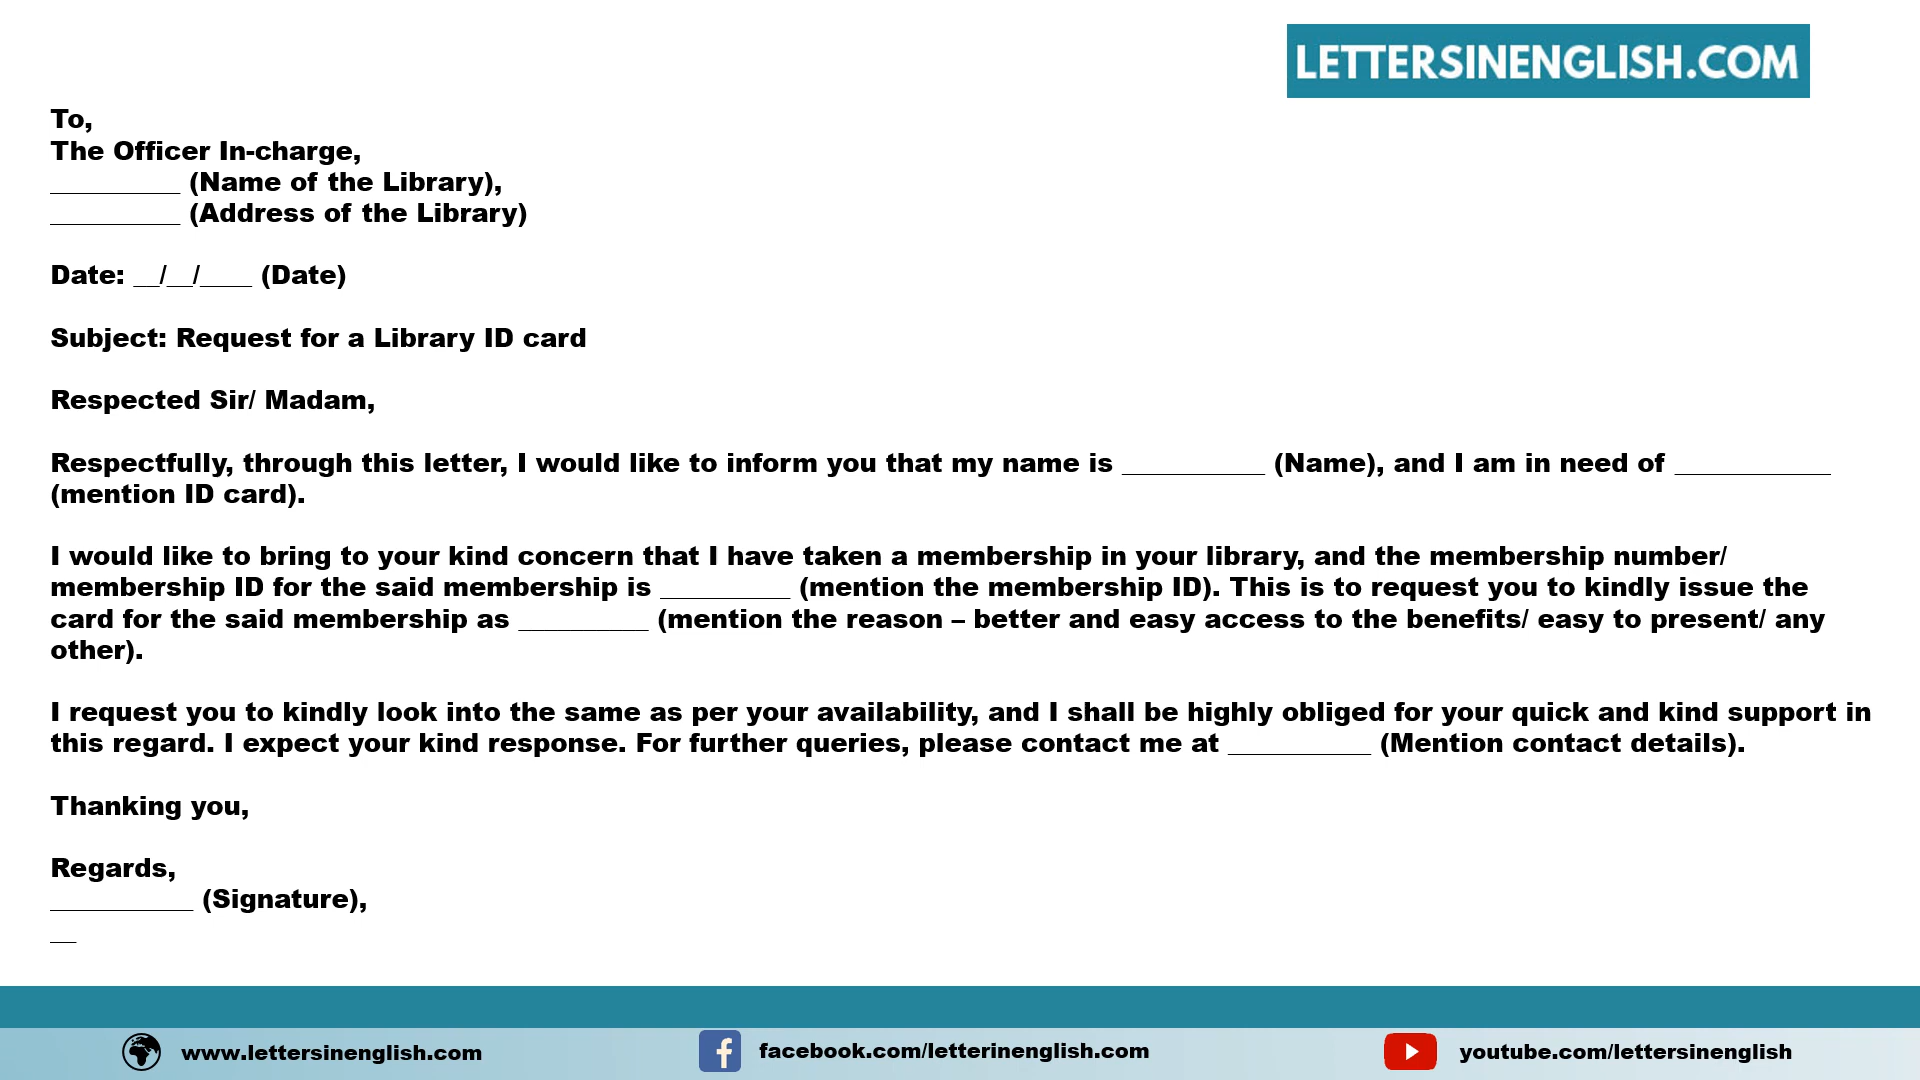 LETTERSINENGLISH.COM
To,
The Officer In-charge,
__________ (Name of the Library),
__________ (Address of the Library)
Date: __/__/____ (Date)
Subject: Request for a Library ID card
Respected Sir/ Madam,
Respectfully, through this letter, I would like to inform you that my name is ___________ (Name), and I am in need of ____________
(mention ID card).
I would like to bring to your kind concern that I have taken a membership in your library, and the membership number/
membership ID for the said membership is __________ (mention the membership ID). This is to request you to kindly issue the
card for the said membership as __________ (mention the reason – better and easy access to the benefits/ easy to present/ any
other).
I request you to kindly look into the same as per your availability, and I shall be highly obliged for your quick and kind support in
this regard. I expect your kind response. For further queries, please contact me at ___________ (Mention contact details).
Thanking you,
Regards,
___________ (Signature),
__
www.lettersinenglish.com
facebook.com/letterinenglish.com
youtube.com/lettersinenglish